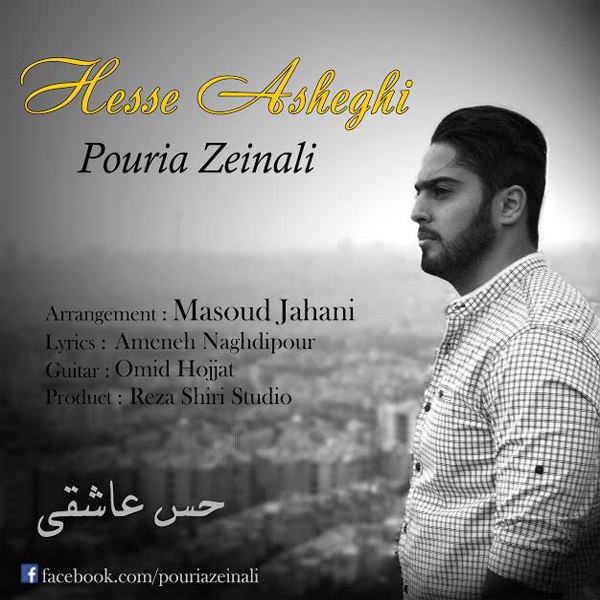 Hesse Asheghi
Pouria Zeinali
Arrangement : Masoud Jahani
Lyrics : Ameneh Naghdipour
Guitar : Omid Hojjat
Product : Reza Shiri Studio
حس عاشقی
f facebook.com/pouriazeinali